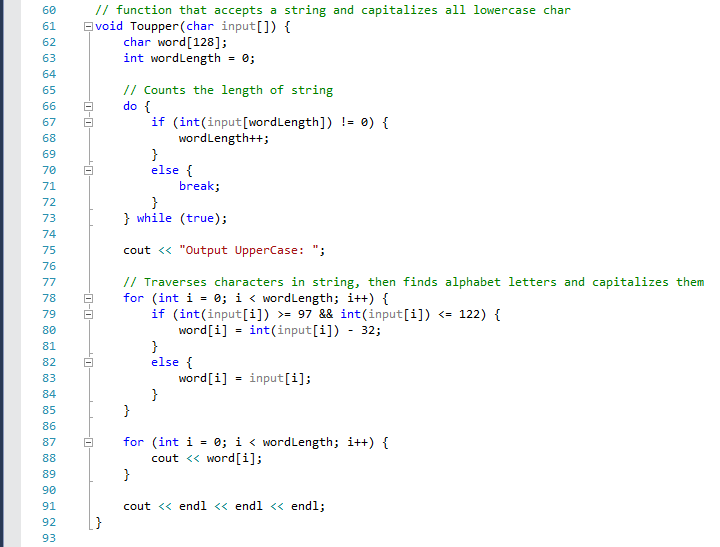 60 // function that accepts a string and capitalizes all lowercase char
61 void Toupper(char input[]) {
62 char word[128];
63 int wordLength = 0;
64
65 // Counts the length of string
66 do {
67 if (int(input[wordLength]) != 0) {
68 wordLength++;
69 }
70 else {
71 break;
72 }
73 } while (true);
74
75 cout << "Output UpperCase: ";
76
77 // Traverses characters in string, then finds alphabet letters and capitalizes them
78 for (int i = 0; i < wordLength; i++) {
79 if (int(input[i]) >= 97 && int(input[i]) <= 122) {
80 word[i] = int(input[i]) - 32;
81 }
82 else {
83 word[i] = input[i];
84 }
85 }
86
87 for (int i = 0; i < wordLength; i++) {
88 cout << word[i];
89 }
90
91 cout << endl << endl << endl;
92 }
93